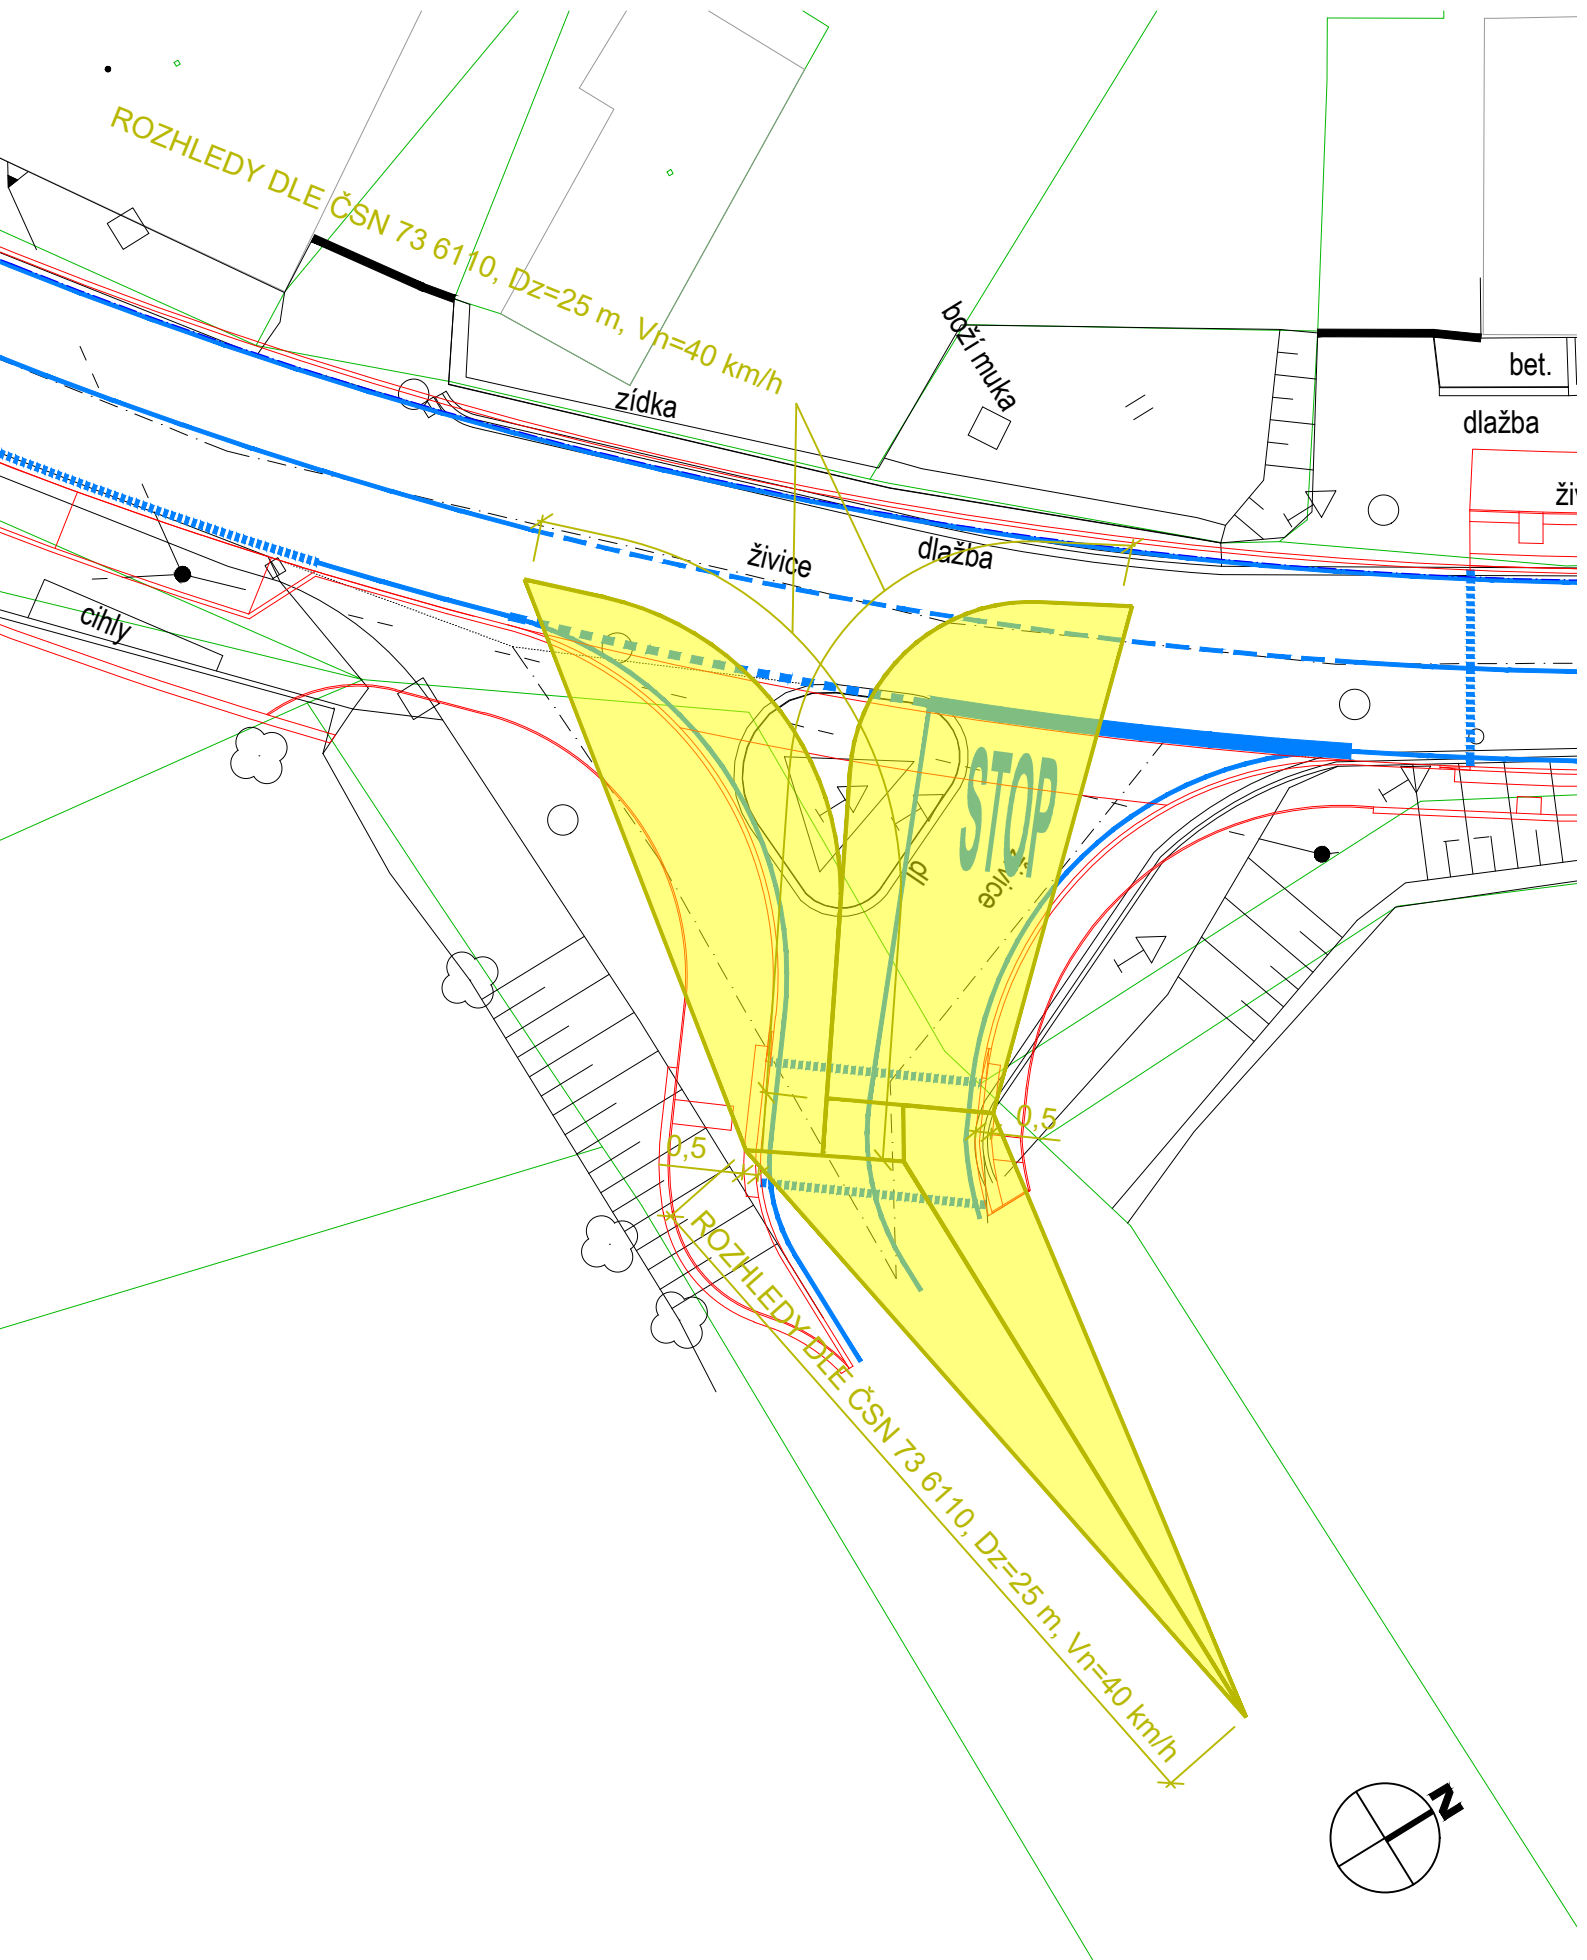 ROZHLEDY DLE ČSN 73 6110, Dz=25 m, Vn=40 km/h
boží muka
zídka
bet.
dlažba
živice
dlažba
cihly
STOP
dl
0,5
0,5
ROZHLEDY DLE ČSN 73 6110, Dz=25 m, Vn=40 km/h
N